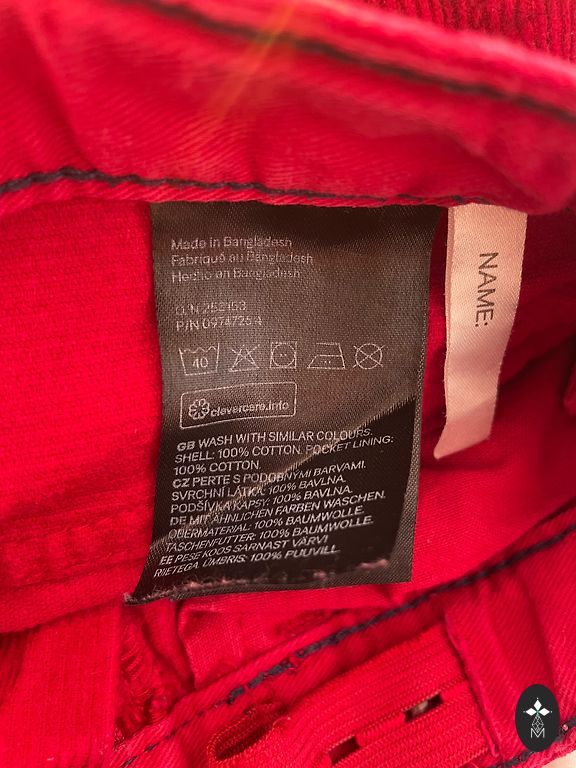 Made in Bangladesh
Fabriqué au Bangladesh
Hecho en Bangladesh
O/N 252153
P/N 0974725 4
40
clevercare.info
GB WASH WITH SIMILAR COLOURS.
SHELL: 100% COTTON. POCKET LINING:
100% COTTON.
CZ PERTE S PODOBNÝMI BARVAMI.
SVRCHNÍ LÁTKA: 100% BAVLNA.
PODŠÍVKA KAPSY: 100% BAVLNA.
DE MIT ÄHNLICHEN FARBEN WASCHEN.
OBERMATERIAL: 100% BAUMWOLLE.
TASCHENFUTTER: 100% BAUMWOLLE.
EE PESE KOOS SARNAST VÄRVI
RIIETEGA. ÜMBRIS: 100% PUUVILL.
NAME:
M